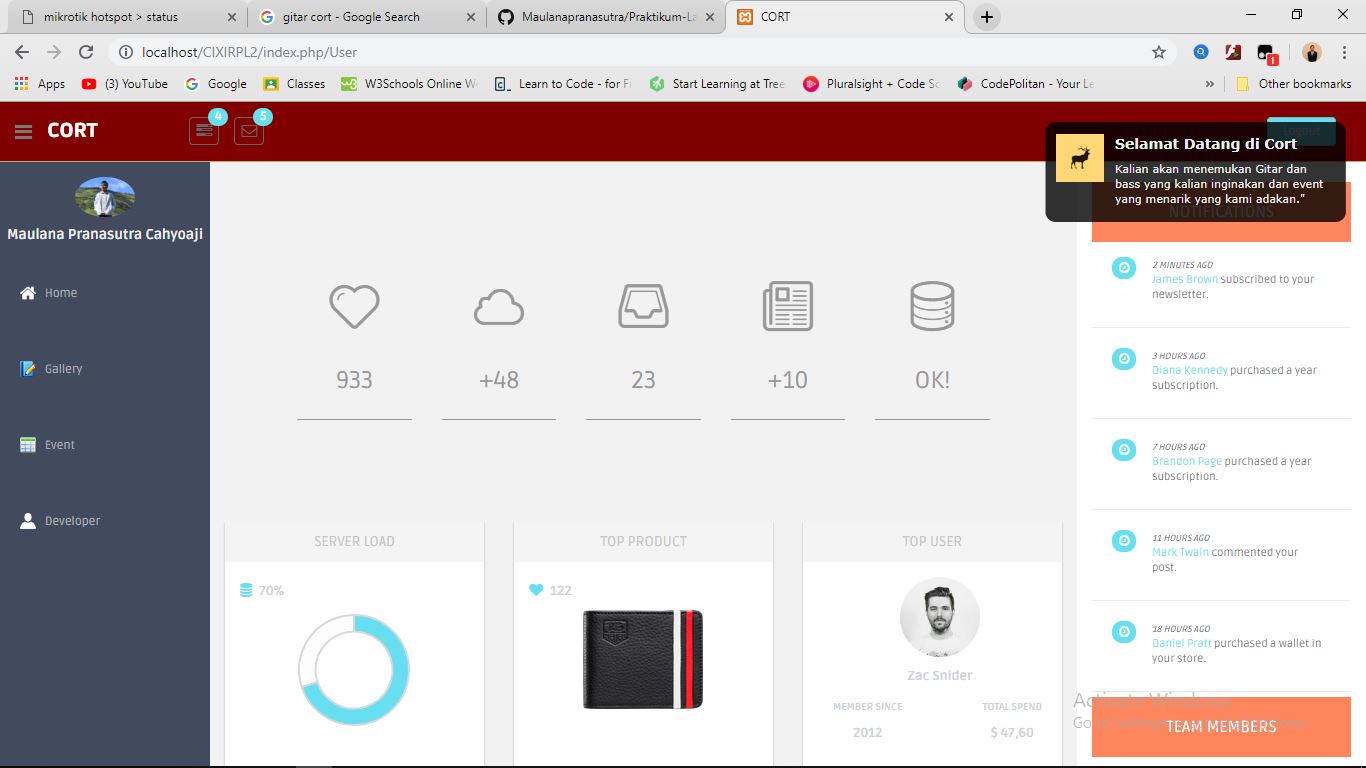 mikrotik hotspot > status
gitar cort - Google Search
Maulanapranasutra/Praktikum-La
CORT
localhost/CIXIRPL2/index.php/User
1
Apps
(3) YouTube
Google
Classes
W3Schools Online W
Learn to Code - for F
Start Learning at Tree
Pluralsight + Code Sc
CodePolitan - Your Le
»
Other bookmarks
CORT
4
5
Logout
Selamat Datang di Cort
Kalian akan menemukan Gitar dan
bass yang kalian inginakan dan event
yang menarik yang kami adakan."
Maulana Pranasutra Cahyoaji
Home
Gallery
Event
Developer
933
+48
23
+10
OK!
SERVER LOAD
70%
TOP PRODUCT
122
TOP USER
Zac Snider
MEMBER SINCE
2012
TOTAL SPEND
$ 47,60
NOTIFICATIONS
2 MINUTES AGO
James Brown subscribed to your
newsletter.
3 HOURS AGO
Diana Kennedy purchased a year
subscription.
7 HOURS AGO
Brandon Page purchased a year
subscription.
11 HOURS AGO
Mark Twain commented your
post.
18 HOURS AGO
Daniel Pratt purchased a wallet in
your store.
Activate Windows
Go to Settings
TEAM MEMBERS